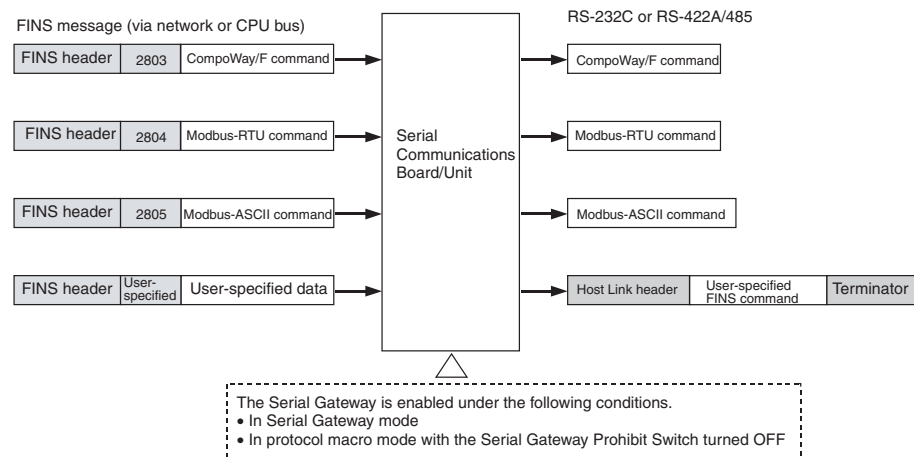 FINS message (via network or CPU bus)
RS-232C or RS-422A/485
FINS header 2803 CompoWay/F command
CompoWay/F command
FINS header 2804 Modbus-RTU command
Serial
Communications
Board/Unit
Modbus-RTU command
FINS header 2805 Modbus-ASCII command
Modbus-ASCII command
FINS header User-
specified User-specified data
Host Link header User-specified
FINS command Terminator
The Serial Gateway is enabled under the following conditions.
• In Serial Gateway mode
• In protocol macro mode with the Serial Gateway Prohibit Switch turned OFF